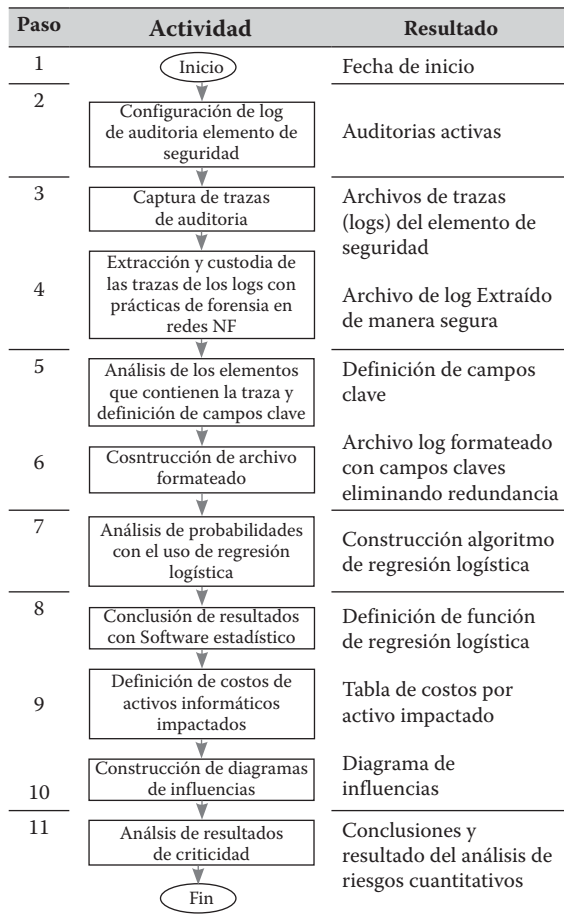 Paso Actividad Resultado
1 Inicio Fecha de inicio
2
Configuración de log
de auditoria elemento de
seguridad
Auditorias activas
3
Captura de trazas
de auditoria
Archivos de trazas
(logs) del elemento de
seguridad
4
Extracción y custodia de
las trazas de los logs con
prácticas de forensia en
redes NF
Archivo de log Extraído
de manera segura
5
Análisis de los elementos
que contienen la traza y
definición de campos clave
Definición de campos
clave
6
Cosntrucción de archivo
formateado
Archivo log formateado
con campos claves
eliminando redundancia
7
Análisis de probabilidades
con el uso de regresión
logística
Construcción algoritmo
de regresión logística
8
Conclusión de resultados
con Software estadístico
Definición de función
de regresión logística
9
Definición de costos de
activos informáticos
impactados
Tabla de costos por
activo impactado
10
Construcción de diagramas
de influencias
Diagrama de
influencias
11
Análsis de resultados
de criticidad
Conclusiones y
resultado del análisis de
riesgos cuantitativos
Fin